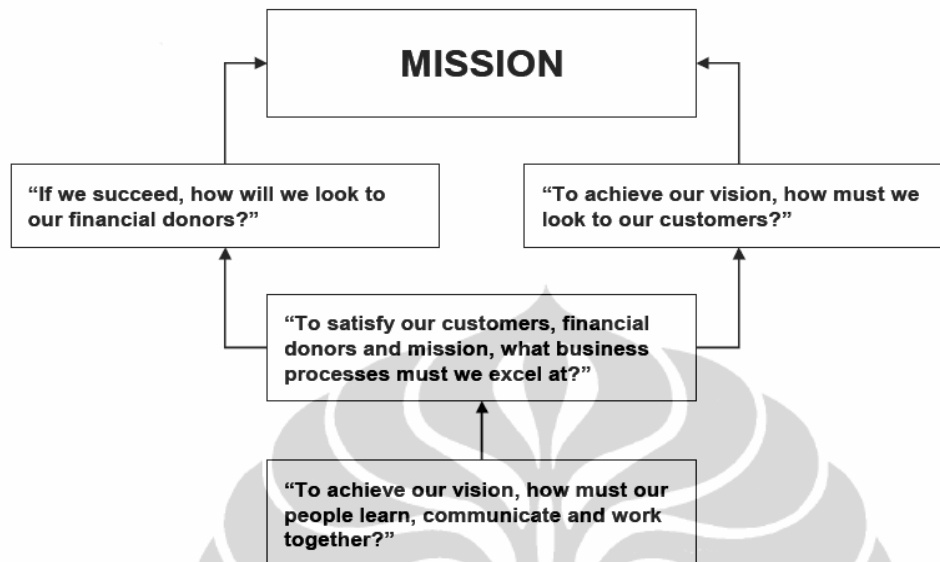 MISSION
“If we succeed, how will we look to
our financial donors?”
“To achieve our vision, how must we
look to our customers?”
“To satisfy our customers, financial
donors and mission, what business
processes must we excel at?”
“To achieve our vision, how must our
people learn, communicate and work
together?”